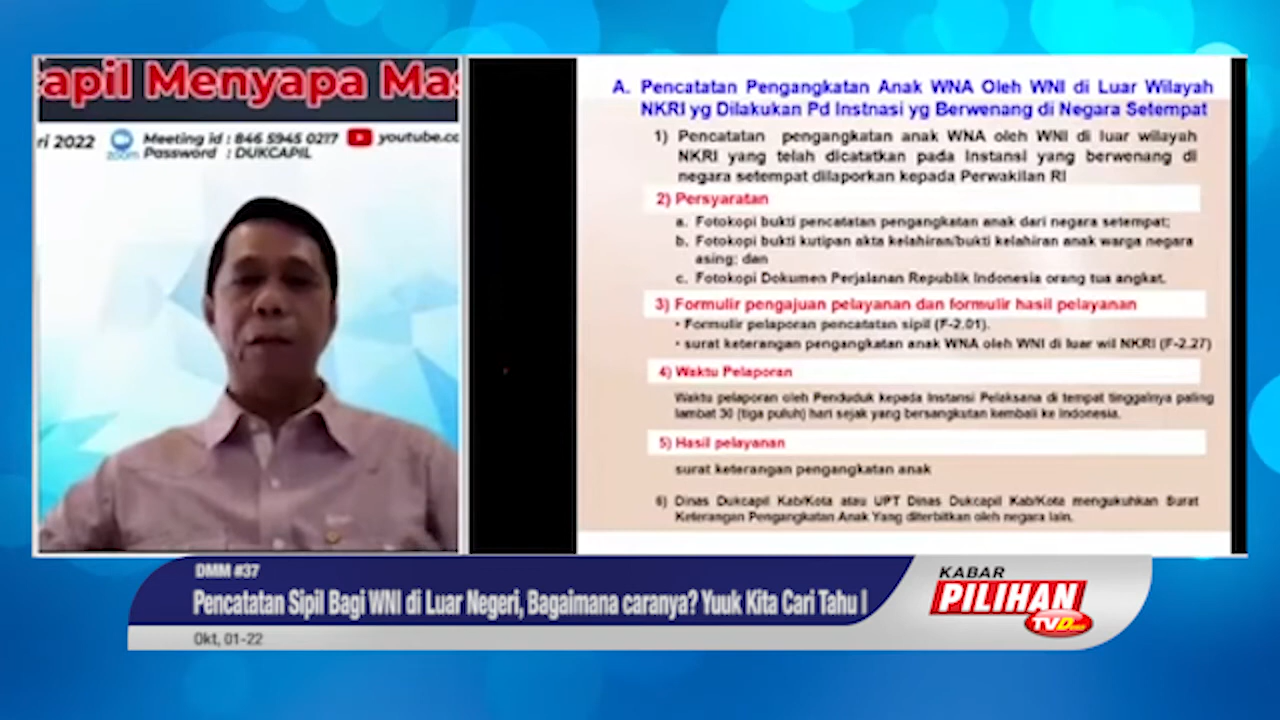 capil Menyapa Mas
ri 2022
zoom
Meeting id : 846 5945 0217
Password : DUKCAPIL
youtube.co
A. Pencatatan Pengangkatan Anak WNA Oleh WNI di Luar Wilayah
NKRI yg Dilakukan Pd Instnasi yg Berwenang di Negara Setempat
1) Pencatatan pengangkatan anak WNA oleh WNI di luar wilayah
NKRI yang telah dicatatkan pada Instansi yang berwenang di
negara setempat dilaporkan kepada Perwakilan RI
2) Persyaratan
a. Fotokopi bukti pencatatan pengangkatan anak dari negara setempat;
b. Fotokopi bukti kutipan akta kelahiran/bukti kelahiran anak warga negara
asing; dan
c. Fotokopi Dokumen Perjalanan Republik Indonesia orang tua angkat.
3) Formulir pengajuan pelayanan dan formulir hasil pelayanan
• Formulir pelaporan pencatatan sipil (F-2.01).
• surat keterangan pengangkatan anak WNA oleh WNI di luar wil NKRI (F-2.27)
4) Waktu Pelaporan
Waktu pelaporan oleh Penduduk kepada Instansi Pelaksana di tempat tinggalnya paling
lambat 30 (tiga puluh) hari sejak yang bersangkutan kembali ke Indonesia.
5) Hasil pelayanan
surat keterangan pengangkatan anak
6) Dinas Dukcapil Kab/Kota atau UPT Dinas Dukcapil Kab/Kota mengukuhkan Surat
Keterangan Pengangkatan Anak Yang diterbitkan oleh negara lain.
DMM #37
Pencatatan Sipil Bagi WNI di Luar Negeri, Bagaimana caranya? Yuuk Kita Cari Tahu I
Okt, 01-22
KABAR
PILIHAN
TVD